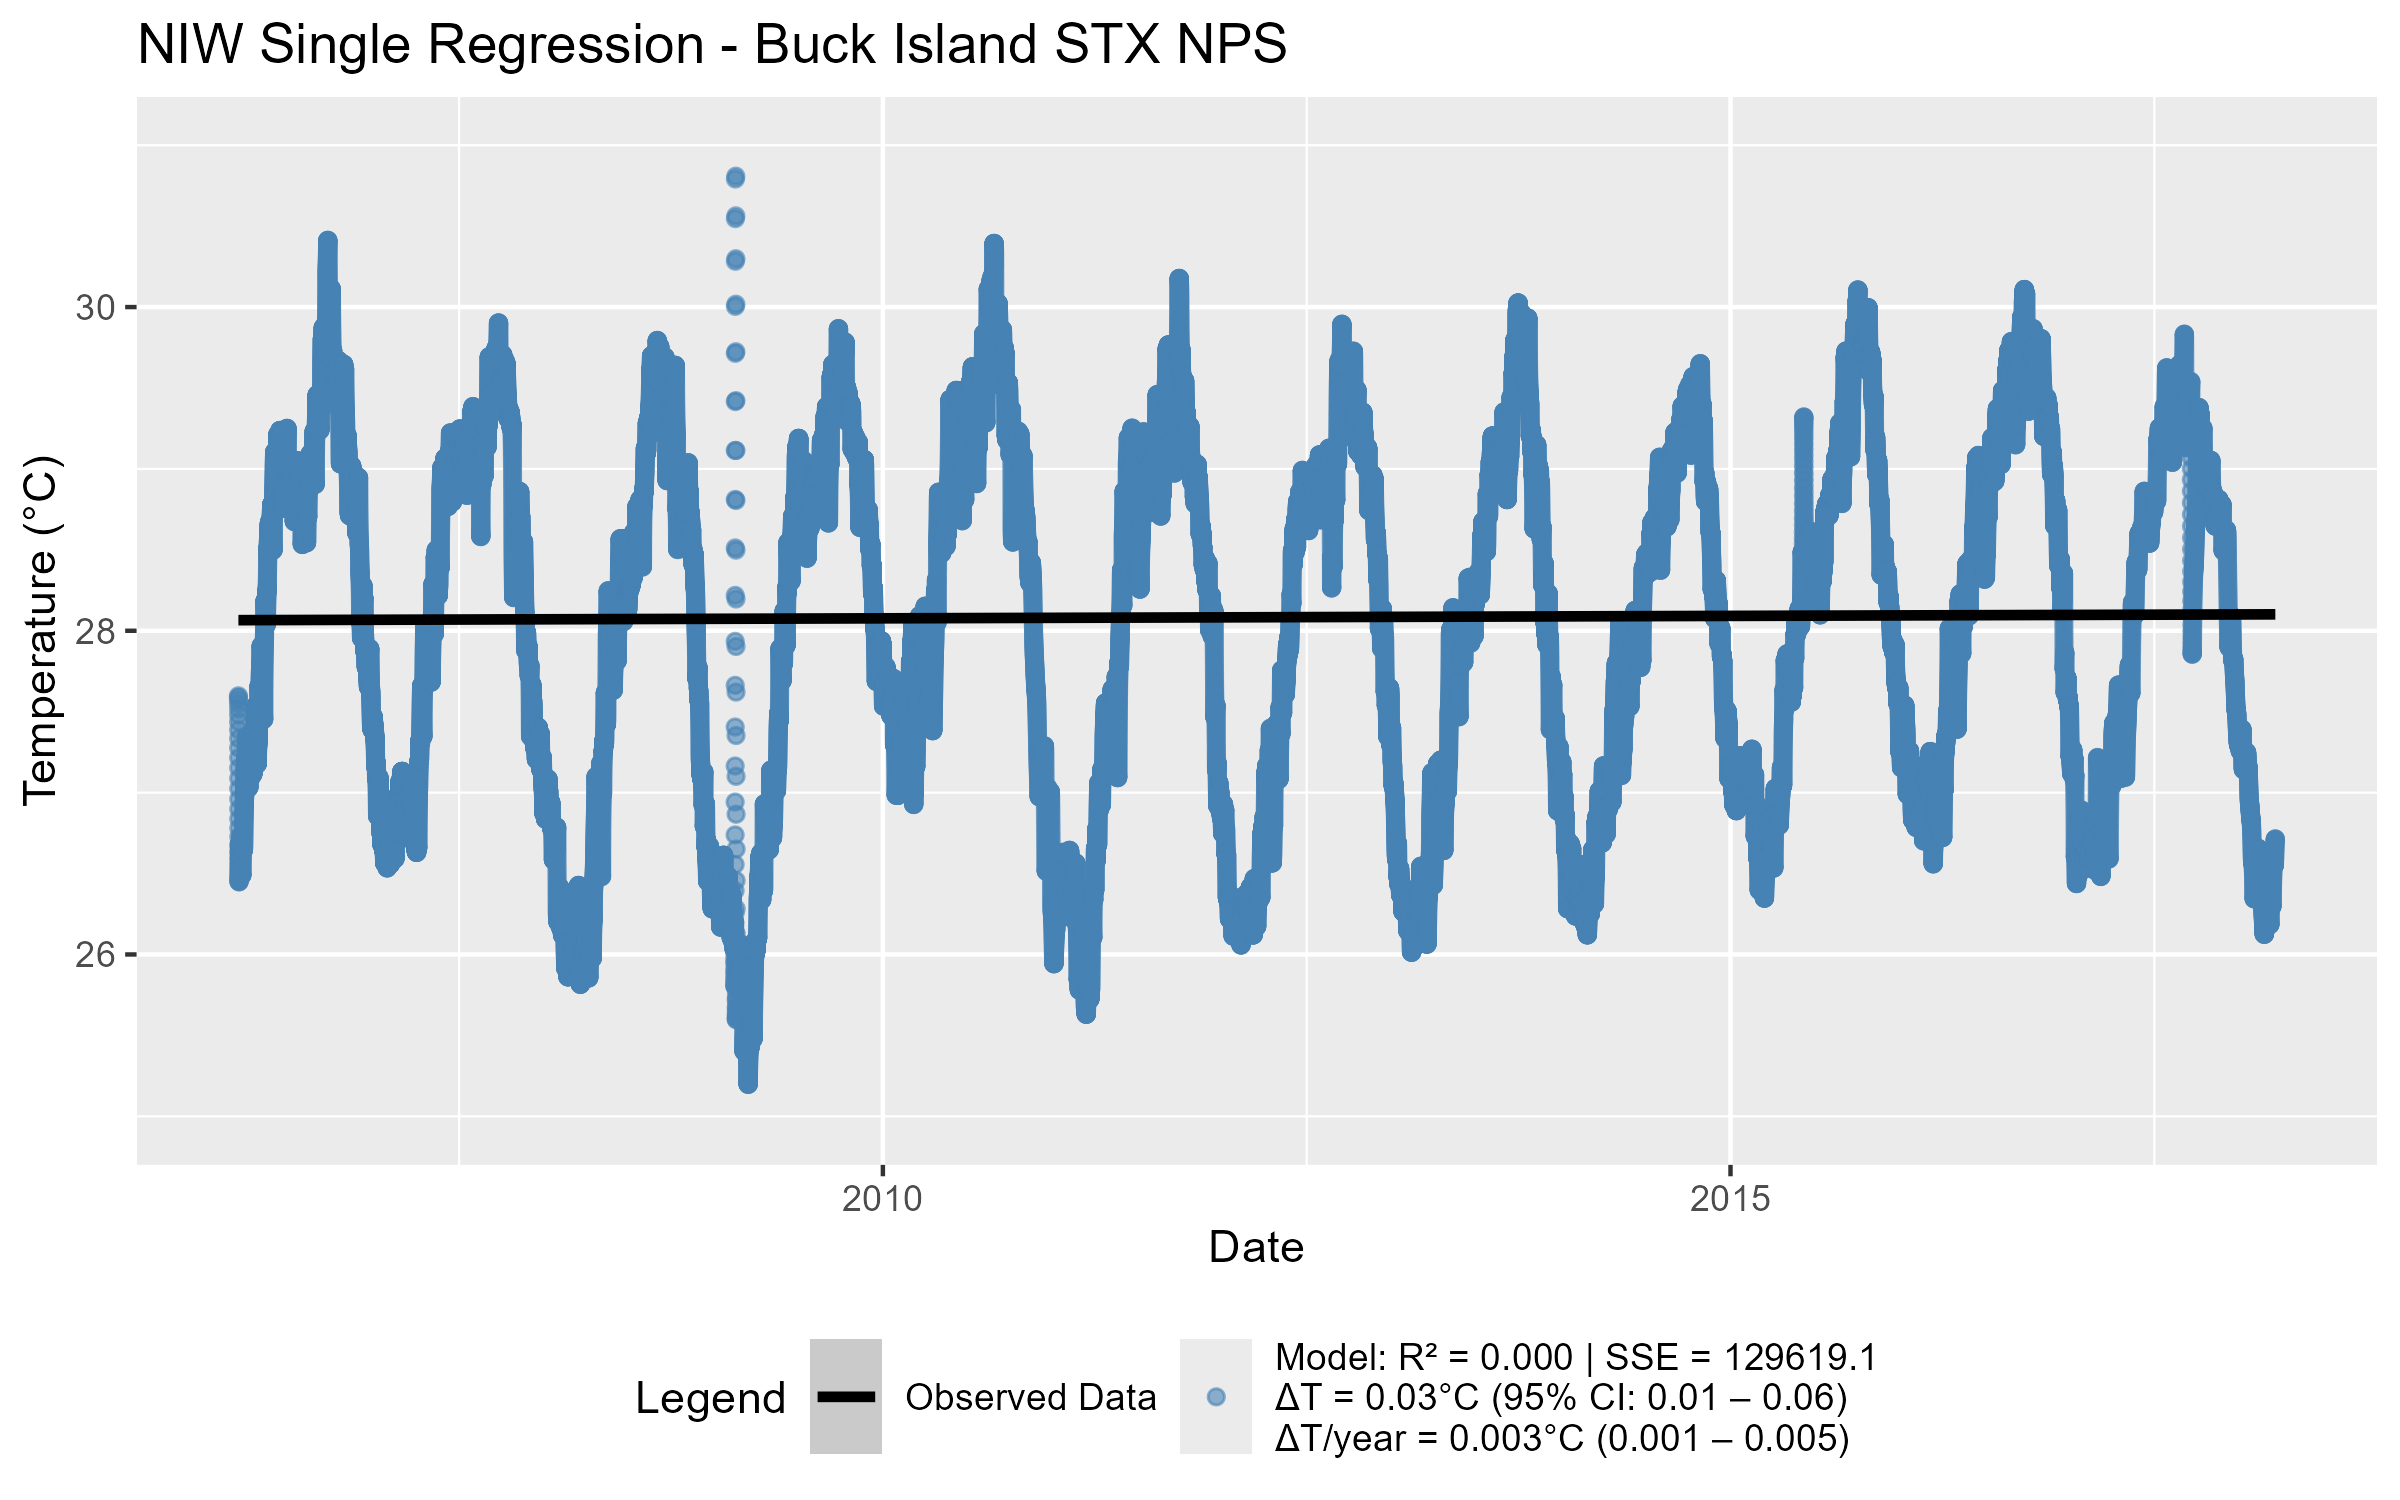 NIW Single Regression - Buck Island STX NPS
Temperature (°C)
30
28
26
2010
2015
Date
Legend
Observed Data
Model: R² = 0.000 | SSE = 129619.1
ΔT = 0.03°C (95% CI: 0.01 – 0.06)
ΔT/year = 0.003°C (0.001 – 0.005)